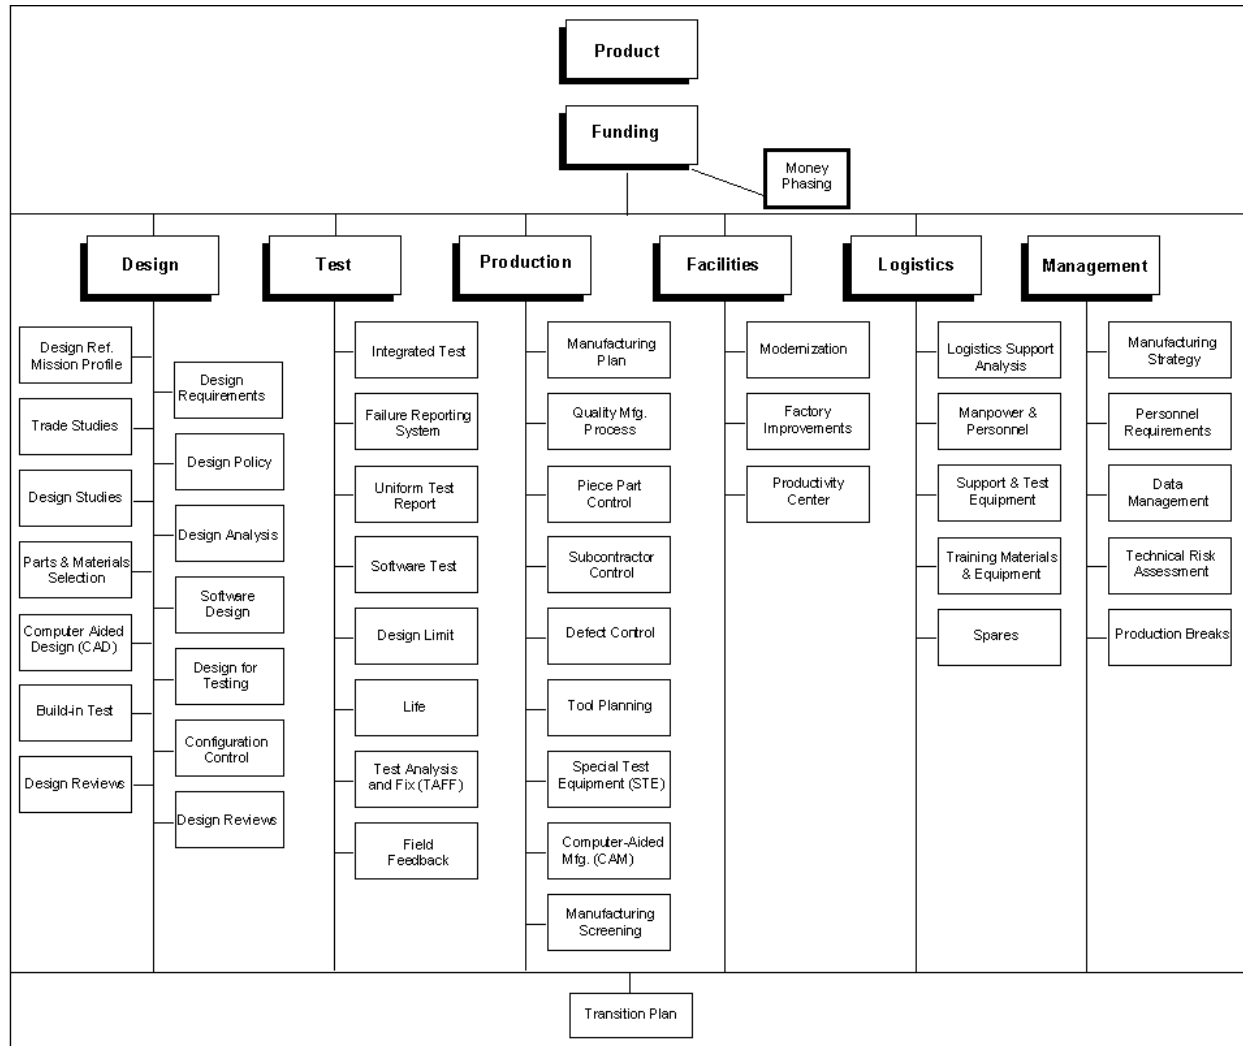 Product
Funding
Money
Phasing
Design
Test
Production
Facilities
Logistics
Management
Design Ref.
Mission Profile
Trade Studies
Design Studies
Parts & Materials
Selection
Computer Aided
Design (CAD)
Build-in Test
Design Reviews
Design
Requirements
Design Policy
Design Analysis
Software
Design
Design for
Testing
Configuration
Control
Design Reviews
Integrated Test
Failure Reporting
System
Uniform Test
Report
Software Test
Design Limit
Life
Test Analysis
and Fix (TAFF)
Field
Feedback
Manufacturing
Plan
Quality Mfg.
Process
Piece Part
Control
Subcontractor
Control
Defect Control
Tool Planning
Special Test
Equipment (STE)
Computer-Aided
Mfg. (CAM)
Manufacturing
Screening
Modernization
Factory
Improvements
Productivity
Center
Logistics Support
Analysis
Manpower &
Personnel
Support & Test
Equipment
Training Materials
& Equipment
Spares
Manufacturing
Strategy
Personnel
Requirements
Data
Management
Technical Risk
Assessment
Production Breaks
Transition Plan